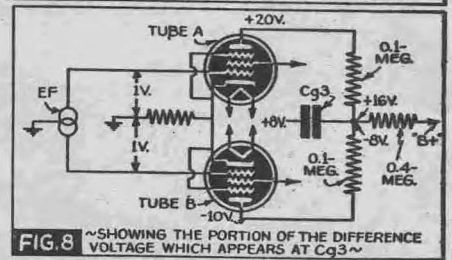 TUBE A
+20V.
0.1-
MEG.
EF
1V.
Cg3
+16V.
+8V.
-8V.
"B+"
1V.
0.1-
MEG.
0.4-
MEG.
TUBE B
-10V.
FIG. 8 ~SHOWING THE PORTION OF THE DIFFERENCE
VOLTAGE WHICH APPEARS AT Cg3~